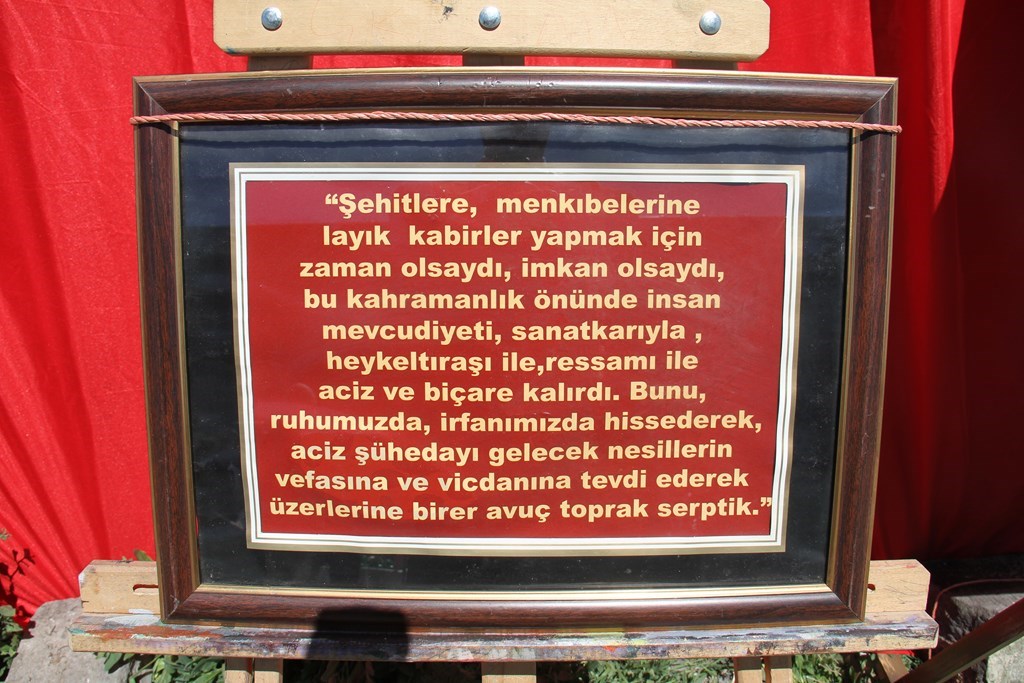 “Şehitlere, menkıbelerine
layık kabirler yapmak için
zaman olsaydı, imkan olsaydı,
bu kahramanlık önünde insan
mevcudiyeti, sanatkarıyla ,
heykeltıraşı ile,ressamı ile
aciz ve biçare kalırdı. Bunu,
ruhumuzda, irfanımızda hissederek,
aciz şühedayı gelecek nesillerin
vefasına ve vicdanına tevdi ederek
üzerlerine birer avuç toprak serptik.”